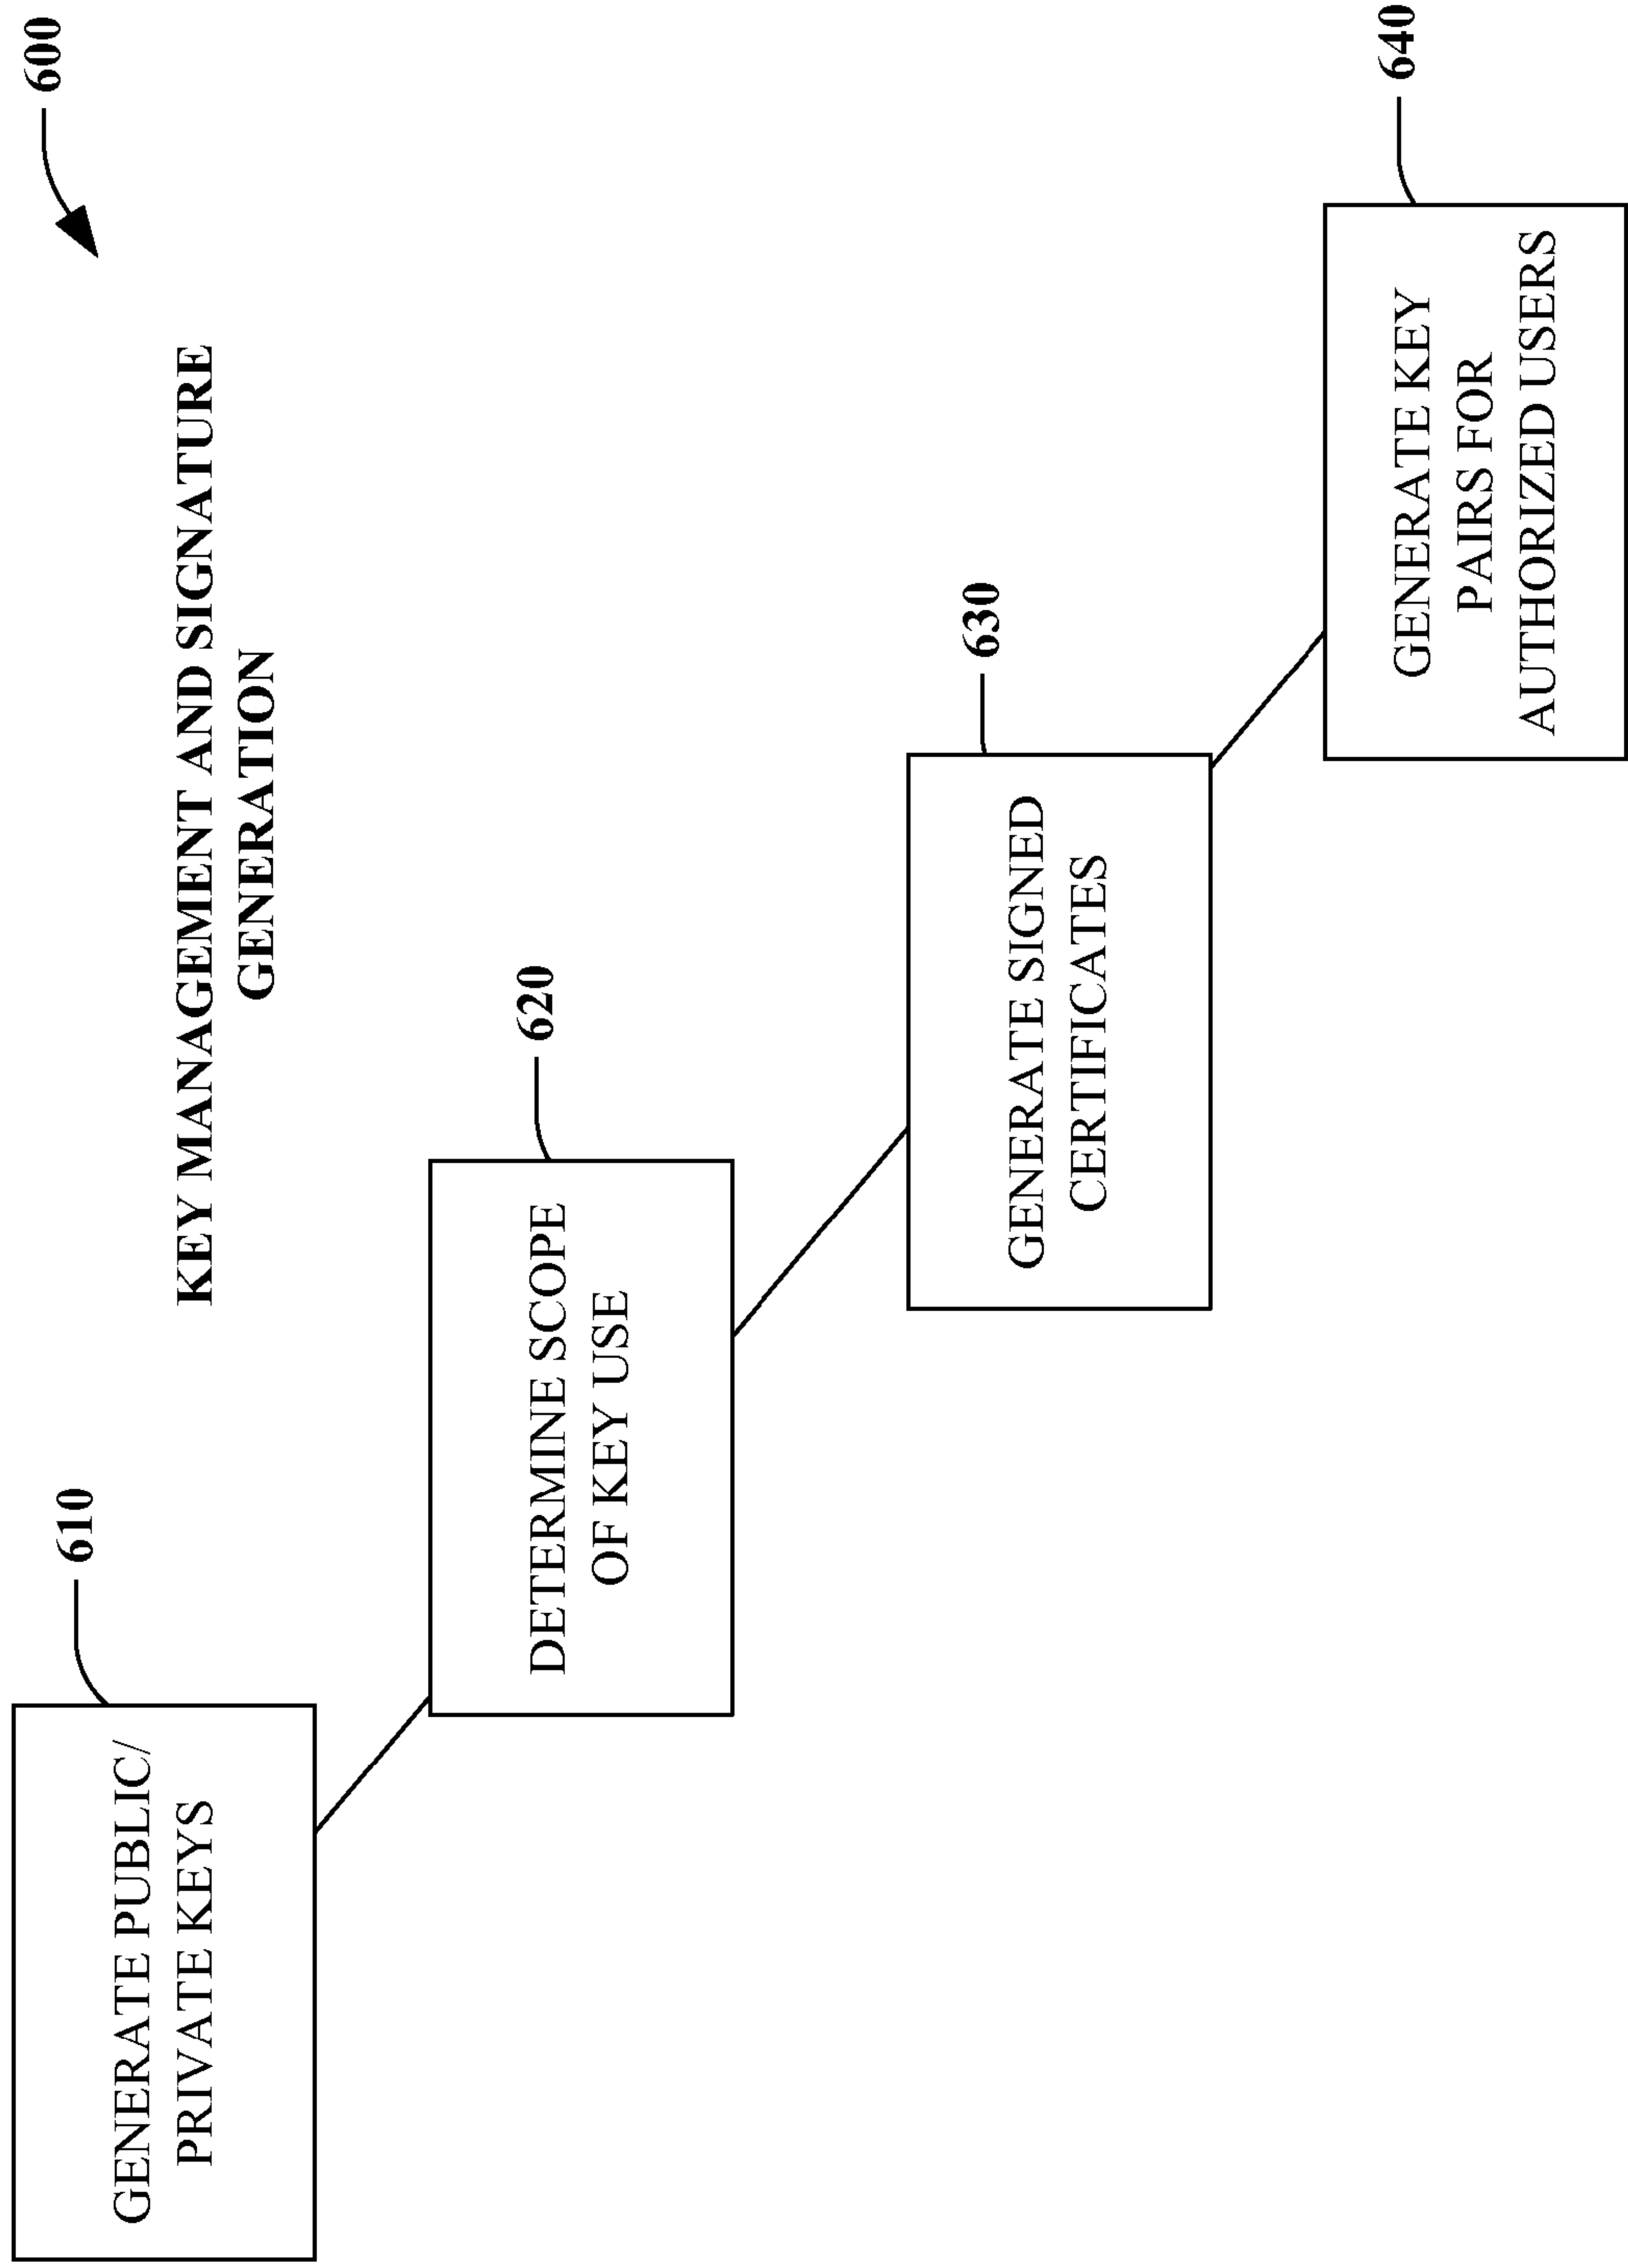 600
KEY MANAGEMENT AND SIGNATURE
GENERATION
610
GENERATE PUBLIC/
PRIVATE KEYS
620
DETERMINE SCOPE
OF KEY USE
630
GENERATE SIGNED
CERTIFICATES
640
GENERATE KEY
PAIRS FOR
AUTHORIZED USERS